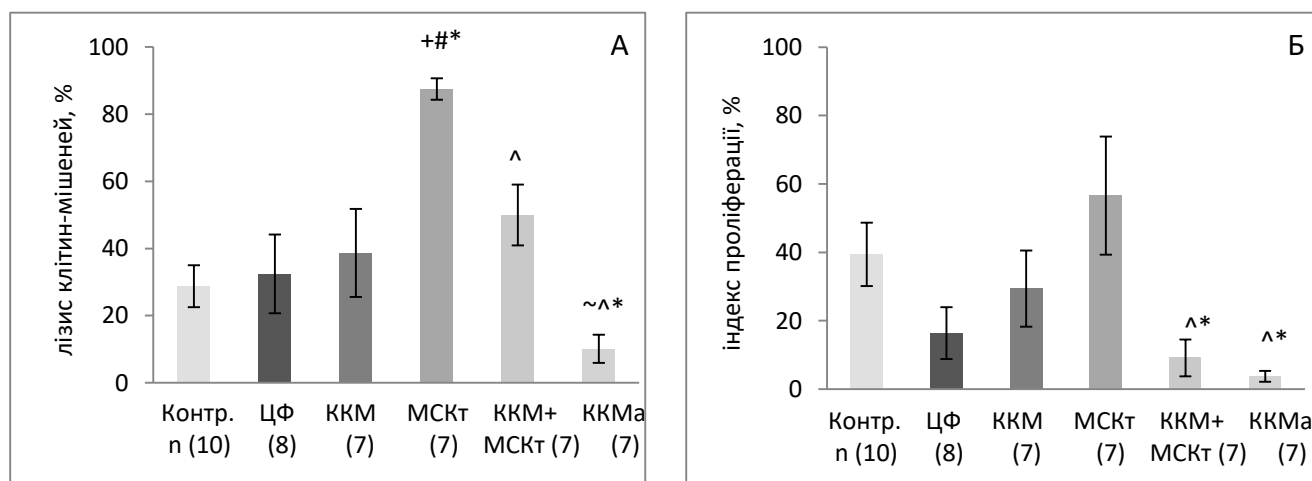 А
лізис клітин-мішеней, %
100
80
60
40
20
0
+#*
^
~^*
Контр. ЦФ ККМ МСКт ККМ+ ККМа
n (10) (8) (7) (7) МСКт (7) (7)
Б
індекс проліферації, %
100
80
60
40
20
0
^*
^*
Контр. ЦФ ККМ МСКт ККМ+ ККМа
n (10) (8) (7) (7) МСКт (7) (7)